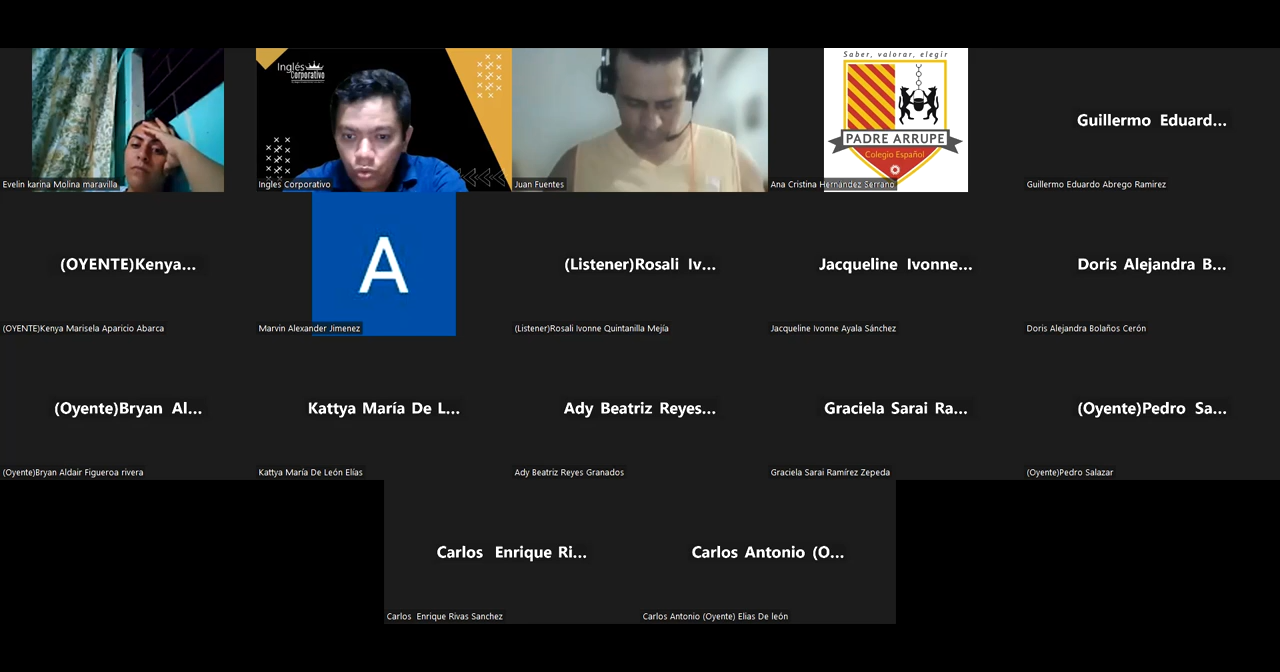 Inglés
Corporativo
Saber, valorar, elegir
PADRE ARRUPE
Colegio Español
Guillermo Eduard...
Evelin karina Molina maravilla
Ingles Corporativo
Juan Fuentes
Ana Cristina Hernandez Serrano
Guillermo Eduardo Abrego Ramirez
(OYENTE)Kenya...
A
(Listener)Rosali Iv...
Jacqueline Ivonne...
Doris Alejandra B...
(OYENTE)Kenya Marisela Aparicio Abarca
Marvin Alexander Jimenez
(Listener)Rosali Ivonne Quintanilla Mejía
Jacqueline Ivonne Ayala Sánchez
Doris Alejandra Bolaños Cerón
(Oyente)Bryan Al...
Kattya María De L...
Ady Beatriz Reyes...
Graciela Sarai Ra...
(Oyente)Pedro Sa...
(Oyente)Bryan Aldair Figueroa rivera
Kattya María De León Elías
Ady Beatriz Reyes Granados
Graciela Sarai Ramírez Zepeda
(Oyente)Pedro Salazar
Carlos Enrique Ri...
Carlos Antonio (O...
Carlos Enrique Rivas Sanchez
Carlos Antonio (Oyente) Elias De león